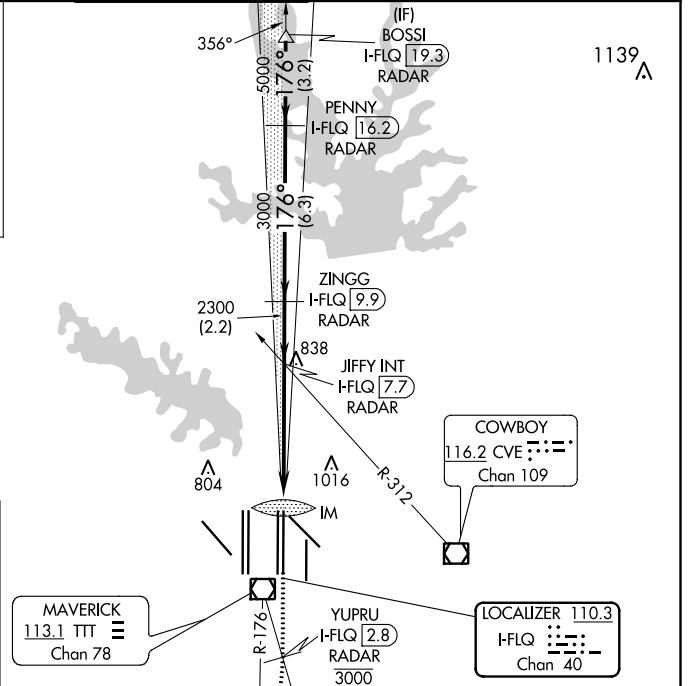 (IF)
BOSSI
I-FLQ 19.3
RADAR
356°
1139
5000
176°
(3.2)
PENNY
I-FLQ 16.2
RADAR
3000
176°
(6.3)
ZINGG
I-FLQ 9.9
RADAR
2300
(2.2)
838
JIFFY INT
I-FLQ 7.7
RADAR
COWBOY
116.2 CVE
Chan 109
R-312
804
1016
IM
MAVERICK
113.1 TTT
Chan 78
R-176
YUPRU
I-FLQ 2.8
RADAR
3000
LOCALIZER 110.3
I-FLQ
Chan 40